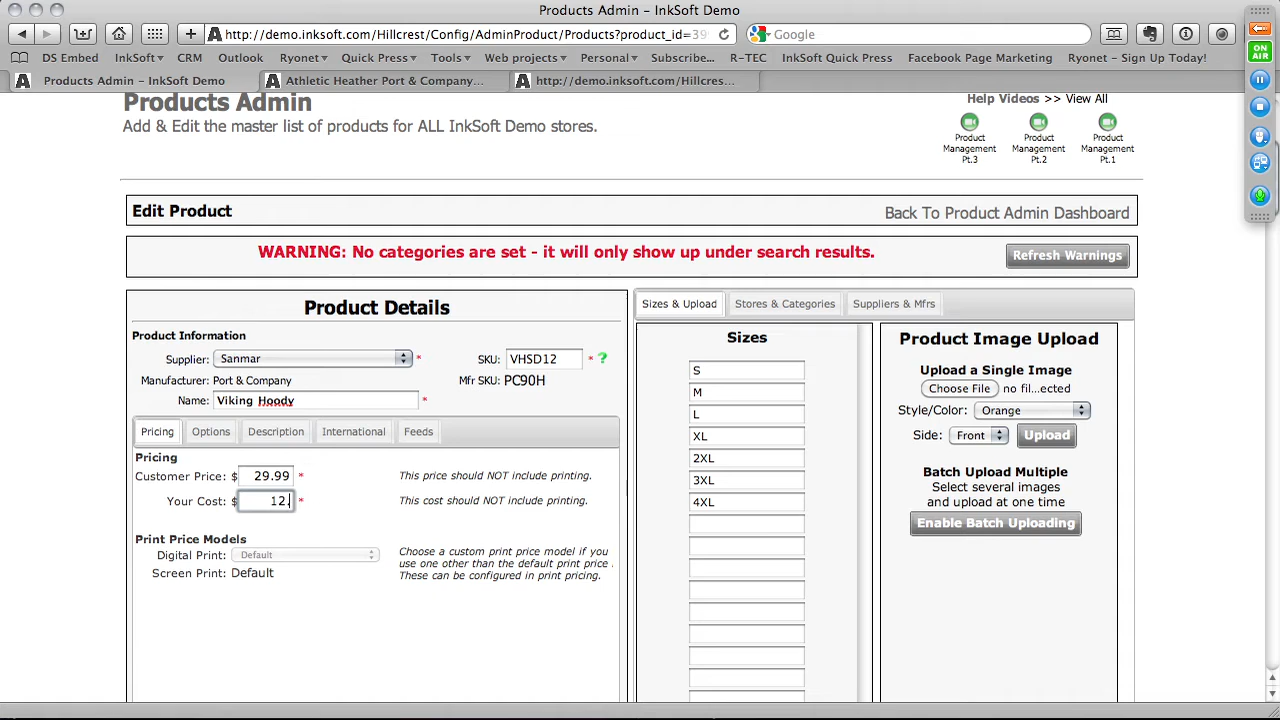 Products Admin – InkSoft Demo
http://demo.inksoft.com/Hillcrest/Config/AdminProduct/Products?product_id=39
Google
DS Embed InkSoft CRM Outlook Ryonet Quick Press Tools Web projects Personal Subscribe... R-TEC InkSoft Quick Press Facebook Page Marketing Ryonet – Sign Up Today!
Products Admin – InkSoft Demo Athletic Heather Port & Company... http://demo.inksoft.com/Hillcres...
ON
AIR
Products Admin
Add & Edit the master list of products for ALL InkSoft Demo stores.
Help Videos >> View All
Product
Management
Pt.3
Product
Management
Pt.2
Product
Management
Pt.1
Edit Product
Back To Product Admin Dashboard
WARNING: No categories are set - it will only show up under search results.
Refresh Warnings
Product Details
Product Information
Supplier: Sanmar * SKU: VHSD12 * ?
Manufacturer: Port & Company Mfr SKU: PC90H
Name: Viking Hoody *
Pricing Options Description International Feeds
Pricing
Customer Price: $ 29.99 * This price should NOT include printing.
Your Cost: $ 12. * This cost should NOT include printing.
Print Price Models
Digital Print: Default
Screen Print: Default
Choose a custom print price model if you
use one other than the default print price .
These can be configured in print pricing.
Sizes & Upload Stores & Categories Suppliers & Mfrs
Sizes
S
M
L
XL
2XL
3XL
4XL
Product Image Upload
Upload a Single Image
Choose File no fil...ected
Style/Color: Orange
Side: Front Upload
Batch Upload Multiple
Select several images
and upload at one time
Enable Batch Uploading